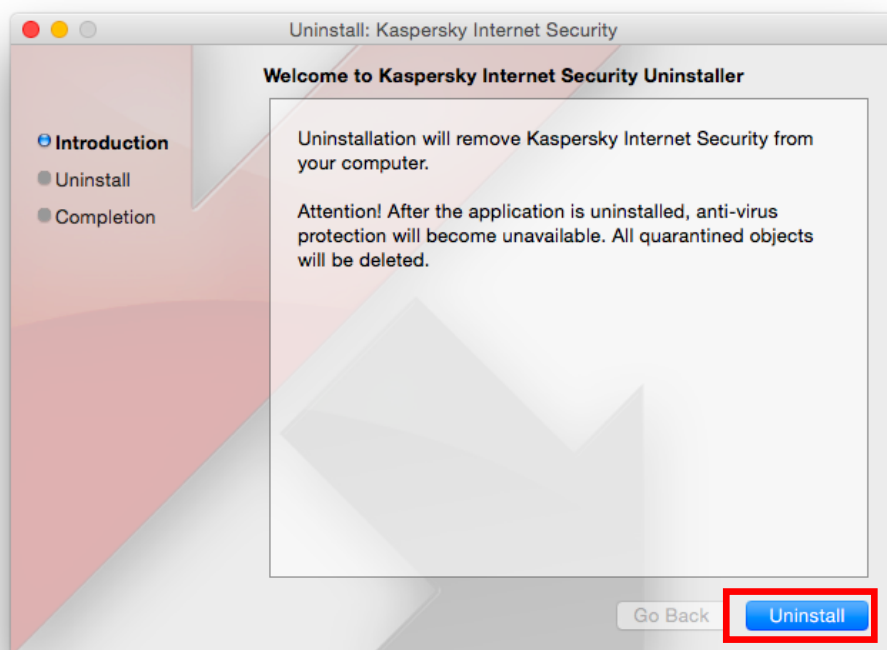 Uninstall: Kaspersky Internet Security
Welcome to Kaspersky Internet Security Uninstaller
Introduction
Uninstall
Completion
Uninstallation will remove Kaspersky Internet Security from
your computer.
Attention! After the application is uninstalled, anti-virus
protection will become unavailable. All quarantined objects
will be deleted.
Go Back
Uninstall